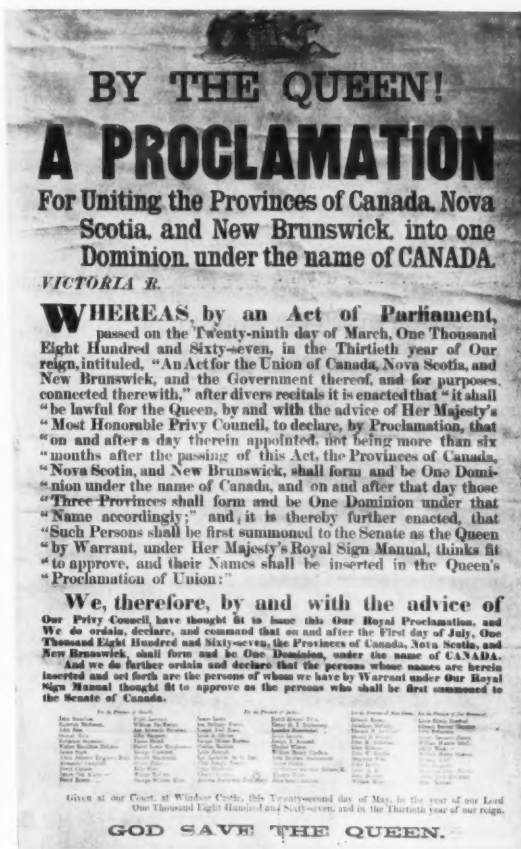 BY THE QUEEN!
A PROCLAMATION
For Uniting the Provinces of Canada, Nova
Scotia, and New Brunswick, into one
Dominion, under the name of CANADA.
VICTORIA R.
WHEREAS, by an Act of Parliament,
passed on the Twenty-ninth day of March, One Thousand
Eight Hundred and Sixty-seven, in the Thirtieth year of Our
reign, intituled, "An Act for the Union of Canada, Nova Scotia, and
New Brunswick, and the Government thereof, and for purposes
connected therewith," after divers recitals it is enacted that "it shall
"be lawful for the Queen, by and with the advice of Her Majesty's
"Most Honorable Privy Council, to declare, by Proclamation, that
"on and after a day therein appointed, not being more than six
"months after the passing of this Act, the Provinces of Canada,
"Nova Scotia, and New Brunswick, shall form and be One Domi-
"nion under the name of Canada, and on and after that day those
"Three Provinces shall form and be One Dominion under that
"Name accordingly;" and it is thereby further enacted, that
"Such Persons shall be first summoned to the Senate as the Queen
"by Warrant, under Her Majesty's Royal Sign Manual, thinks fit
"to approve, and their Names shall be inserted in the Queen's
"Proclamation of Union:"
We, therefore, by and with the advice of
Our Privy Council, have thought fit to issue this Our Royal Proclamation, and
We do ordain, declare, and command that on and after the First day of July, One
Thousand Eight Hundred and Sixty-seven, the Provinces of Canada, Nova Scotia, and
New Brunswick, shall form and be One Dominion, under the name of CANADA.
And we do further ordain and declare that the persons whose names are herein
inserted and set forth are the persons of whom we have by Warrant under Our Royal
Sign Manual thought fit to approve as the persons who shall be first summoned to
the Senate of Canada.
Given at our Court, at Windsor Castle, this Twenty-second day of May, in the year of our Lord
One Thousand Eight Hundred and Sixty-seven, and in the Thirtieth year of our reign.
GOD SAVE THE QUEEN.